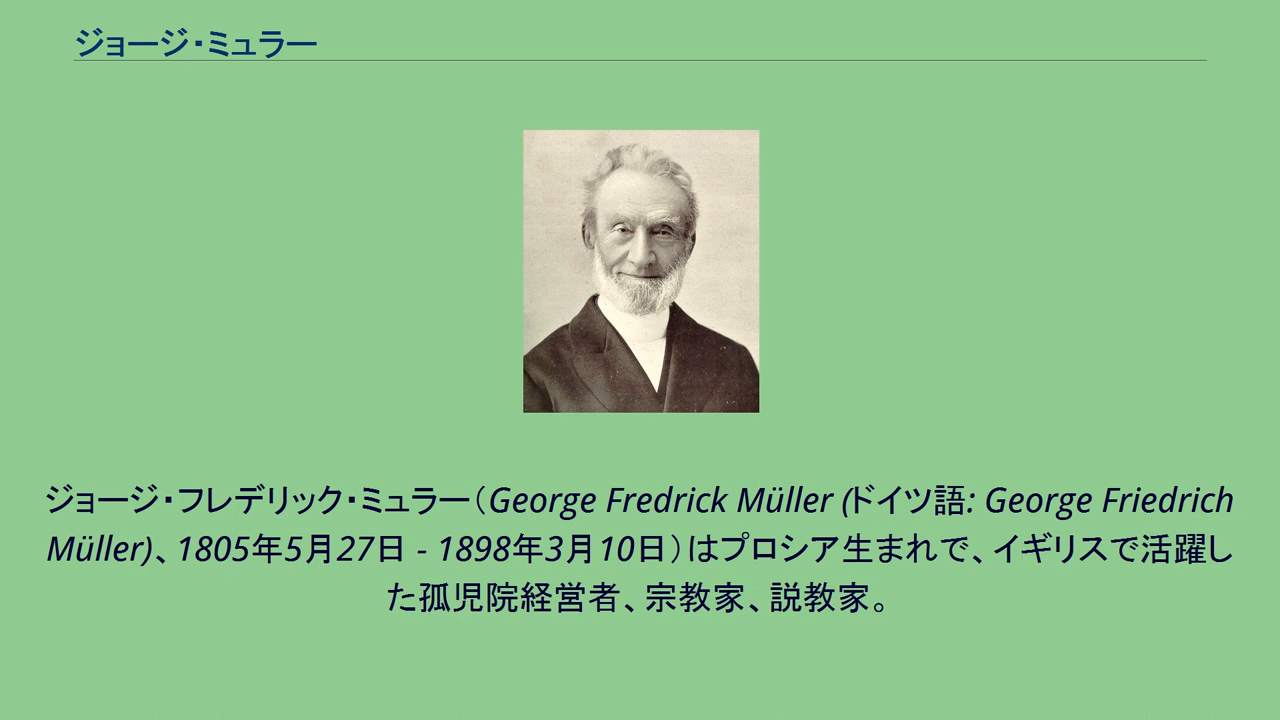 ジョージ・ミュラー
ジョージ・フレデリック・ミュラー（George Fredrick Müller (ドイツ語: George Friedrich
Müller)、1805年5月27日 - 1898年3月10日）はプロシア生まれで、イギリスで活躍し
た孤児院経営者、宗教家、説教家。